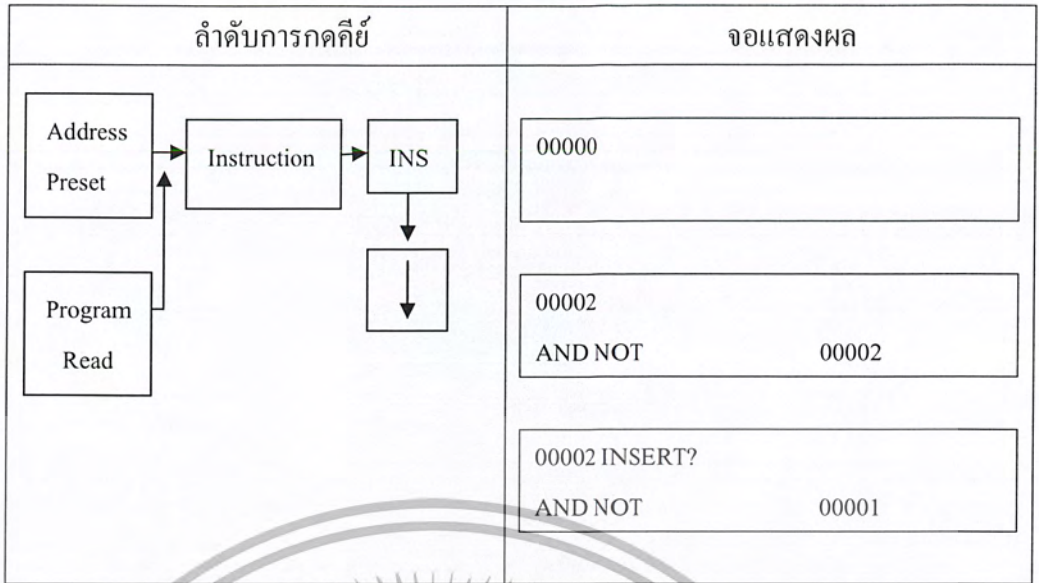 ลำดับการกดคีย์
จอแสดงผล
Address
Preset
Instruction
INS
Program
Read
00000
00002
AND NOT 00002
00002 INSERT?
AND NOT 00001